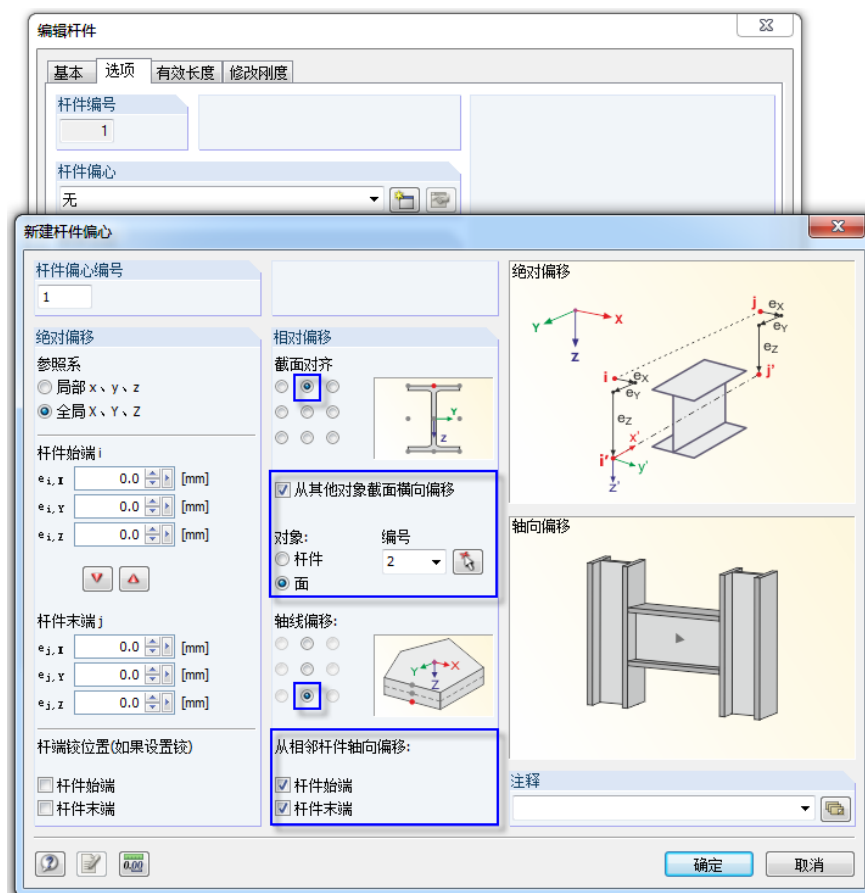 编辑杆件
基本 选项 有效长度 修改刚度
杆件编号
1
杆件偏心
无
新建杆件偏心
杆件偏心编号
1
绝对偏移
参照系
局部 x、y、z
全局 X、Y、Z
杆件始端 i
ei,X 0.0 [mm]
ei,Y 0.0 [mm]
ei,Z 0.0 [mm]
杆件末端 j
ej,X 0.0 [mm]
ej,Y 0.0 [mm]
ej,Z 0.0 [mm]
杆端铰位置(如果设置铰)
杆件始端
杆件末端
相对偏移
截面对齐
Y
Z
从其他对象截面横向偏移
对象: 编号
杆件 2
面
轴线偏移:
Y X
Z
从相邻杆件轴向偏移:
杆件始端
杆件末端
绝对偏移
Y X
Z
j eX
eY
eZ
j'
i eX
eY
eZ
x'
i' y'
z'
轴向偏移
注释
0.00
确定 取消